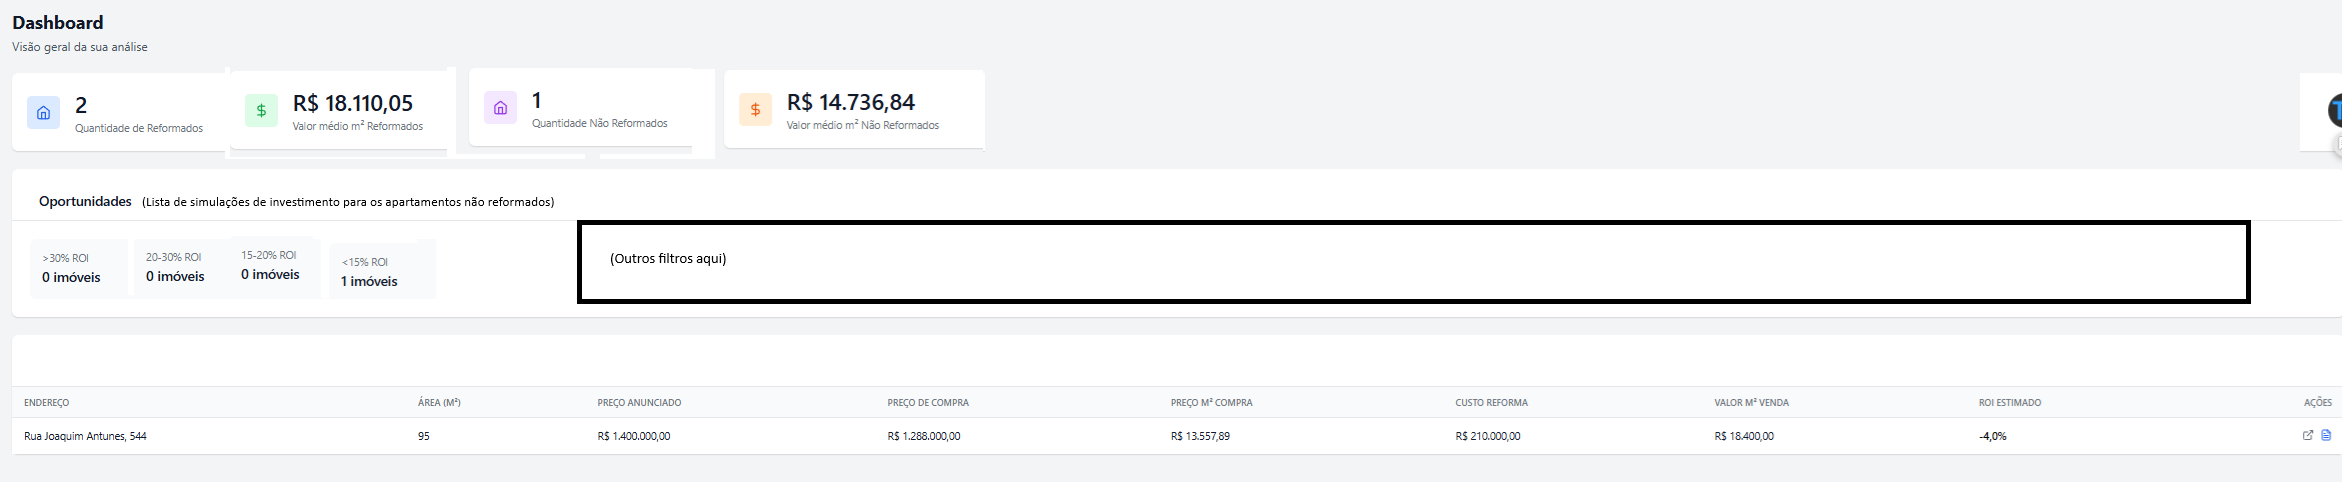 Dashboard
Visão geral da sua análise
2
Quantidade de Reformados
$
R$ 18.110,05
Valor médio m² Reformados
1
Quantidade Não Reformados
$
R$ 14.736,84
Valor médio m² Não Reformados
Oportunidades (Lista de simulações de investimento para os apartamentos não reformados)
>30% ROI
0 imóveis
20-30% ROI
0 imóveis
15-20% ROI
0 imóveis
<15% ROI
1 imóveis
(Outros filtros aqui)
ENDEREÇO ÁREA (M²) PREÇO ANUNCIADO PREÇO DE COMPRA PREÇO M² COMPRA CUSTO REFORMA VALOR M² VENDA ROI ESTIMADO AÇÕES
Rua Joaquim Antunes, 544 95 R$ 1.400.000,00 R$ 1.288.000,00 R$ 13.557,89 R$ 210.000,00 R$ 18.400,00 -4,0%